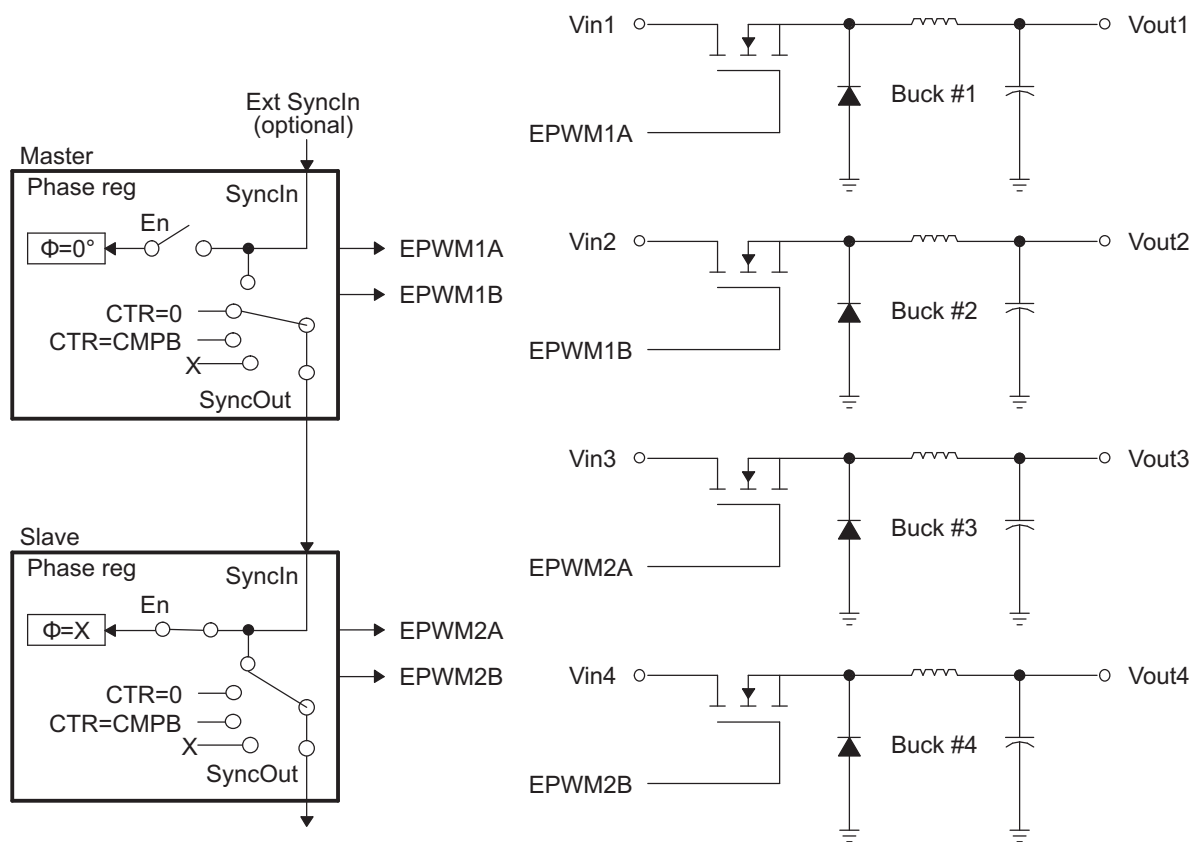 Ext SyncIn
(optional)
Master
Phase reg
SyncIn
En
Φ=0°
EPWM1A
EPWM1B
CTR=0
CTR=CMPB
X
SyncOut
Slave
Phase reg
SyncIn
En
Φ=X
EPWM2A
EPWM2B
CTR=0
CTR=CMPB
X
SyncOut
Vin1
Vout1
Buck #1
EPWM1A
Vin2
Vout2
Buck #2
EPWM1B
Vin3
Vout3
Buck #3
EPWM2A
Vin4
Vout4
Buck #4
EPWM2B